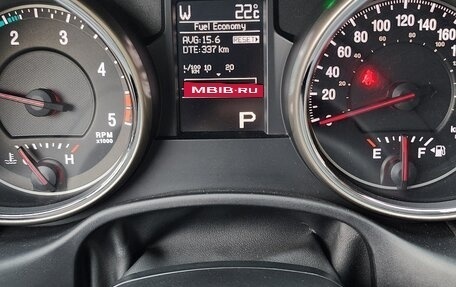 W 22°C
Fuel Economy
AVG:15.6 RESET
DTE:337 km
L/100 km 10 20
MBIB.RU
P
2
3
4
5
RPM
x1000
H
0
20
40
60
80
100
120
140
160
E F